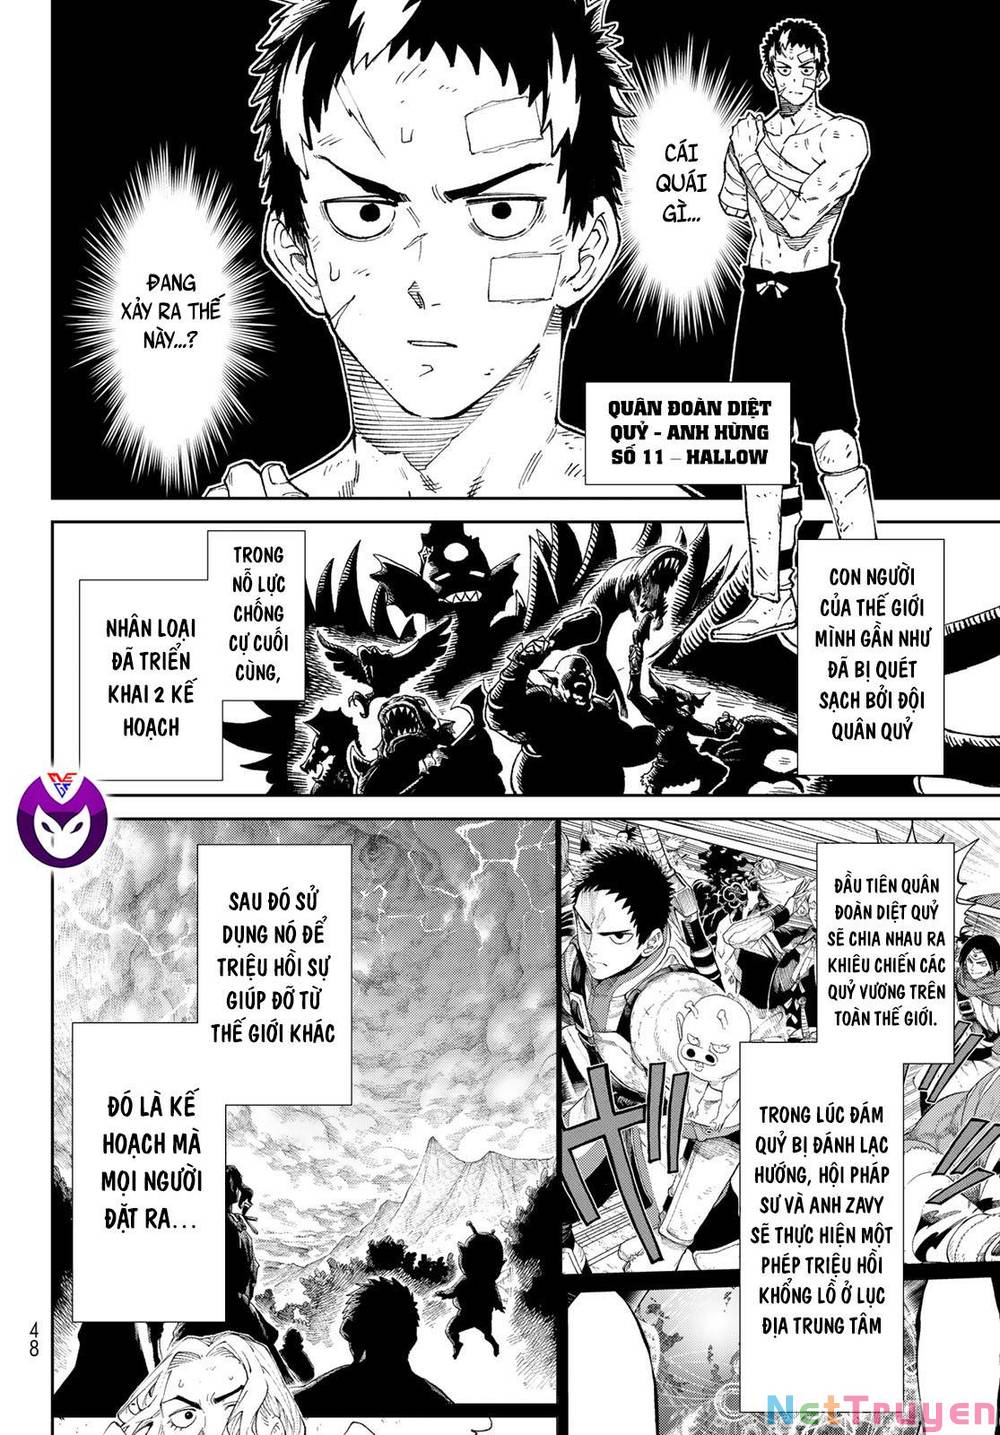 CÁI
QUÁI
GÌ...
ĐANG
XẢY RA THẾ
NÀY...?
QUÂN ĐOÀN DIỆT
QUỶ - ANH HÙNG
SỐ 11 - HALLOW
CON NGƯỜI
CỦA THẾ GIỚI
MÌNH GẦN NHƯ
ĐÃ BỊ QUÉT
SẠCH BỞI ĐỘI
QUÂN QUỶ
TRONG
NỖ LỰC
CHỐNG
CỰ CUỐI
CÙNG,
NHÂN LOẠI
ĐÃ TRIỂN
KHAI 2 KẾ
HOẠCH
ĐẦU TIÊN QUÂN
ĐOÀN DIỆT QUỶ
SẼ CHIA NHAU RA
KHIÊU CHIẾN CÁC
QUỶ VƯƠNG TRÊN
TOÀN THẾ GIỚI.
TRONG LÚC ĐÁM
QUỶ BỊ ĐÁNH LẠC
HƯỚNG, HỘI PHÁP
SƯ VÀ ANH ZAVY
SẼ THỰC HIỆN MỘT
PHÉP TRIỆU HỒI
KHỔNG LỒ Ở LỤC
ĐỊA TRUNG TÂM
SAU ĐÓ SỬ
DỤNG NÓ ĐỂ
TRIỆU HỒI SỰ
GIÚP ĐỠ TỪ
THẾ GIỚI KHÁC
ĐÓ LÀ KẾ
HOẠCH MÀ
MỌI NGƯỜI
ĐẶT RA...
48
NetTruyen